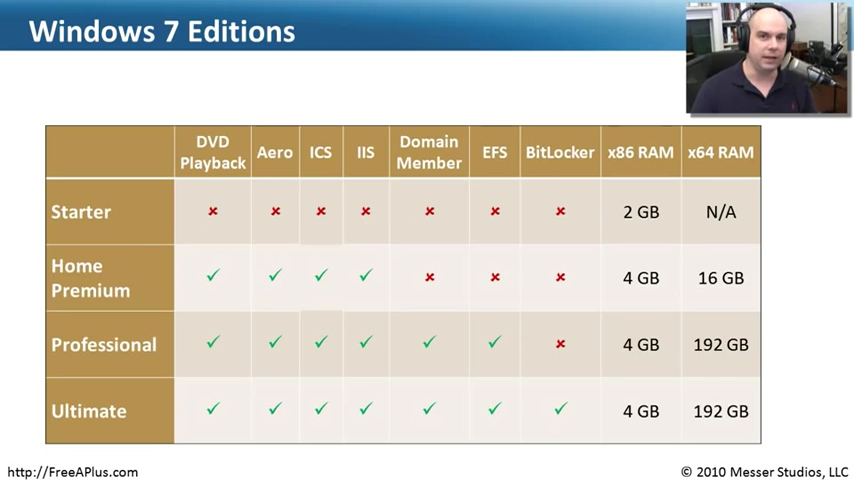 Windows 7 Editions
DVD Playback Aero ICS IIS Domain Member EFS BitLocker x86 RAM x64 RAM
Starter ✗ ✗ ✗ ✗ ✗ ✗ ✗ 2 GB N/A
Home Premium ✓ ✓ ✓ ✓ ✗ ✗ ✗ 4 GB 16 GB
Professional ✓ ✓ ✓ ✓ ✓ ✓ ✗ 4 GB 192 GB
Ultimate ✓ ✓ ✓ ✓ ✓ ✓ ✓ 4 GB 192 GB
http://FreeAPlus.com © 2010 Messer Studios, LLC